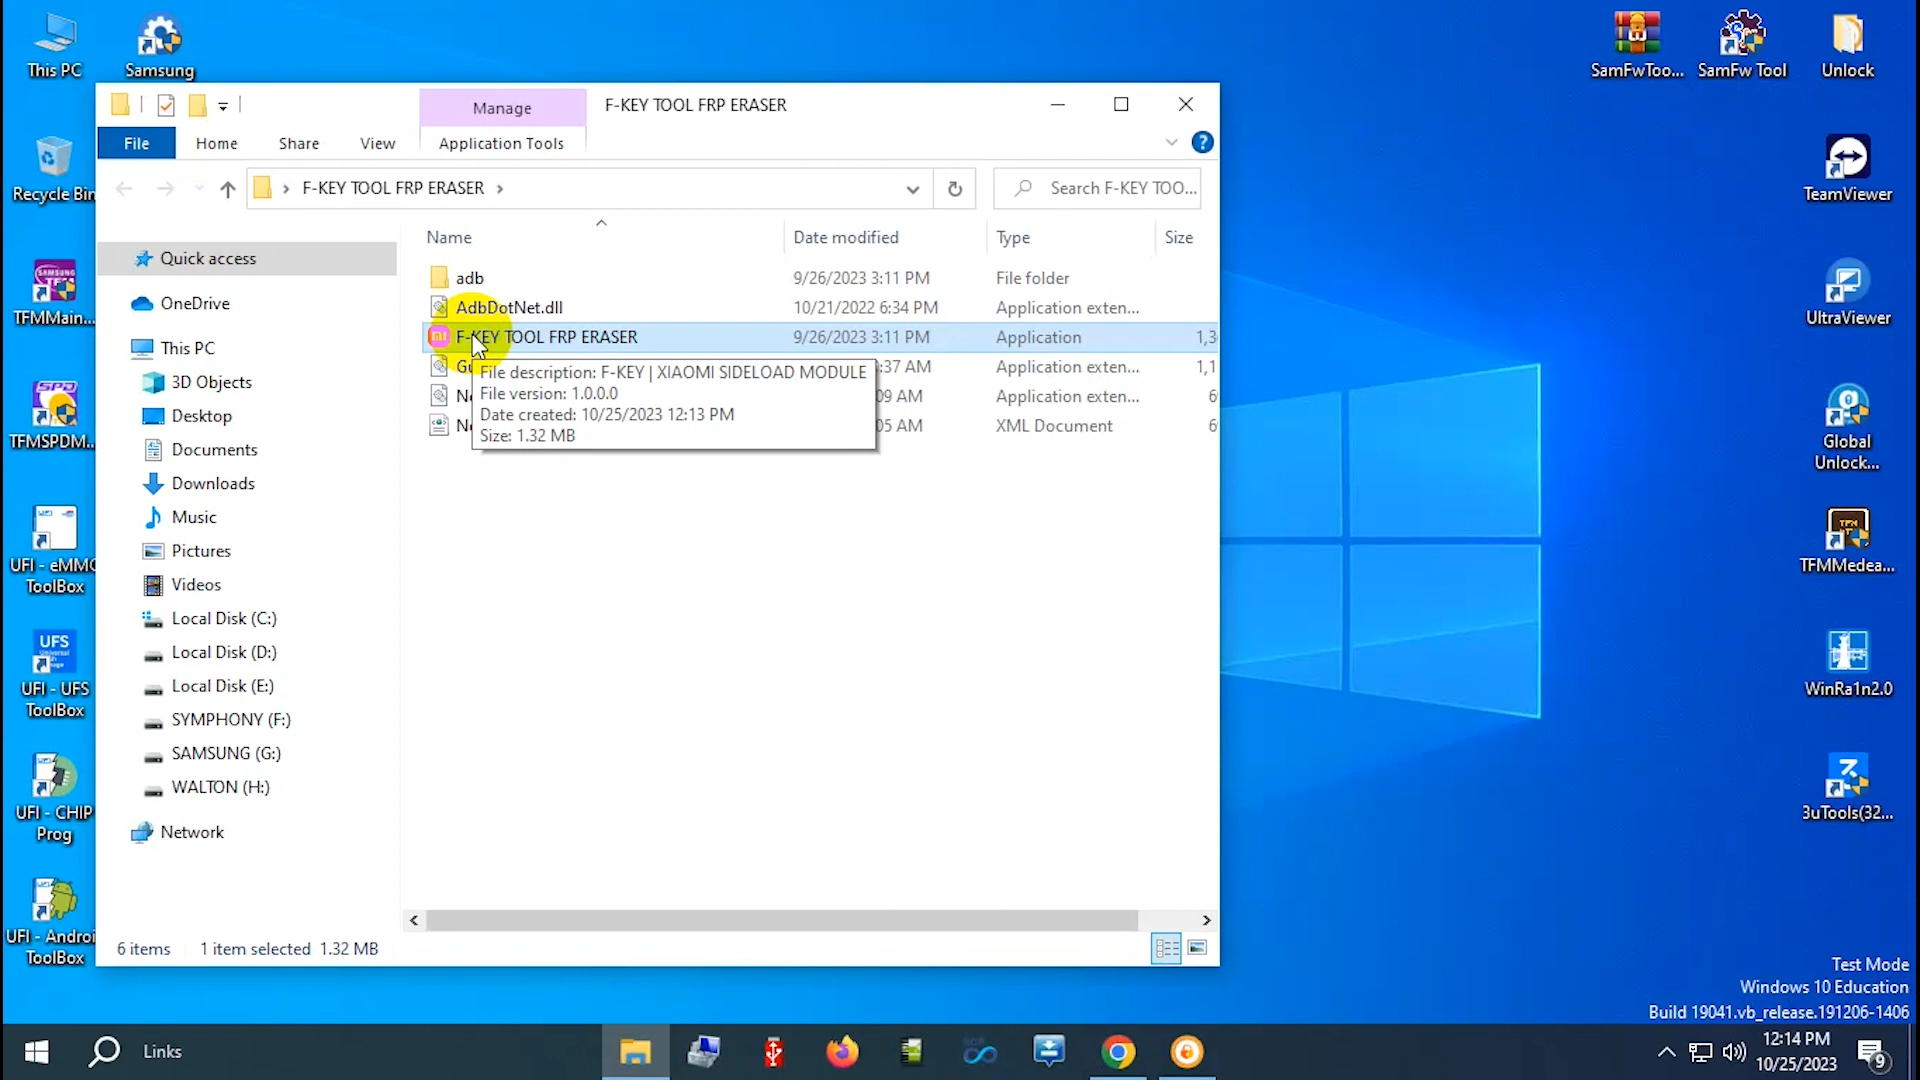 This PC
Samsung
Recycle Bin
SAMSUNG
TFMMain...
TFMSPDM...
UFI - eMMC
ToolBox
UFS
UFI - UFS
ToolBox
UFI - CHIP
Prog
UFI - Androi
ToolBox
Manage
F-KEY TOOL FRP ERASER
File
Home
Share
View
Application Tools
F-KEY TOOL FRP ERASER
Search F-KEY TOO...
Name
Date modified
Type
Size
Quick access
OneDrive
This PC
3D Objects
Desktop
Documents
Downloads
Music
Pictures
Videos
Local Disk (C:)
Local Disk (D:)
Local Disk (E:)
SYMPHONY (F:)
SAMSUNG (G:)
WALTON (H:)
Network
adb
9/26/2023 3:11 PM
File folder
AdbDotNet.dll
10/21/2022 6:34 PM
Application exten...
F-KEY TOOL FRP ERASER
9/26/2023 3:11 PM
Application
1,3
Gu
:37 AM
Application exten...
1,1
Ne
:09 AM
Application exten...
6
Ne
:05 AM
XML Document
6
File description: F-KEY | XIAOMI SIDELOAD MODULE
File version: 1.0.0.0
Date created: 10/25/2023 12:13 PM
Size: 1.32 MB
6 items
1 item selected 1.32 MB
SamFwToo...
SamFw Tool
Unlock
TeamViewer
UltraViewer
Global
Unlock...
TFMMedea...
WinRa1n2.0
3uTools(32...
Test Mode
Windows 10 Education
Build 19041.vb_release.191206-1406
Links
12:14 PM
10/25/2023
9